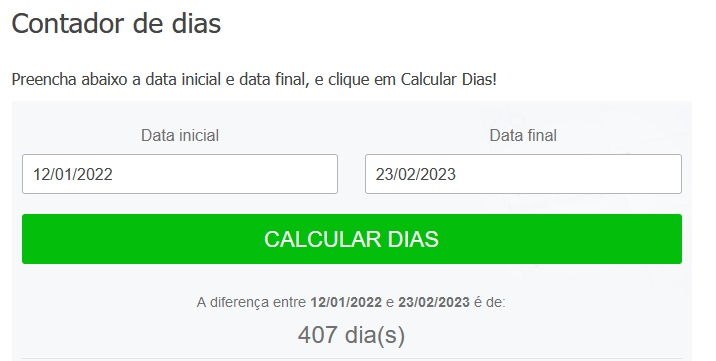 Contador de dias
Preencha abaixo a data inicial e data final, e clique em Calcular Dias!
Data inicial
Data final
12/01/2022
23/02/2023
CALCULAR DIAS
A diferença entre 12/01/2022 e 23/02/2023 é de:
407 dia(s)